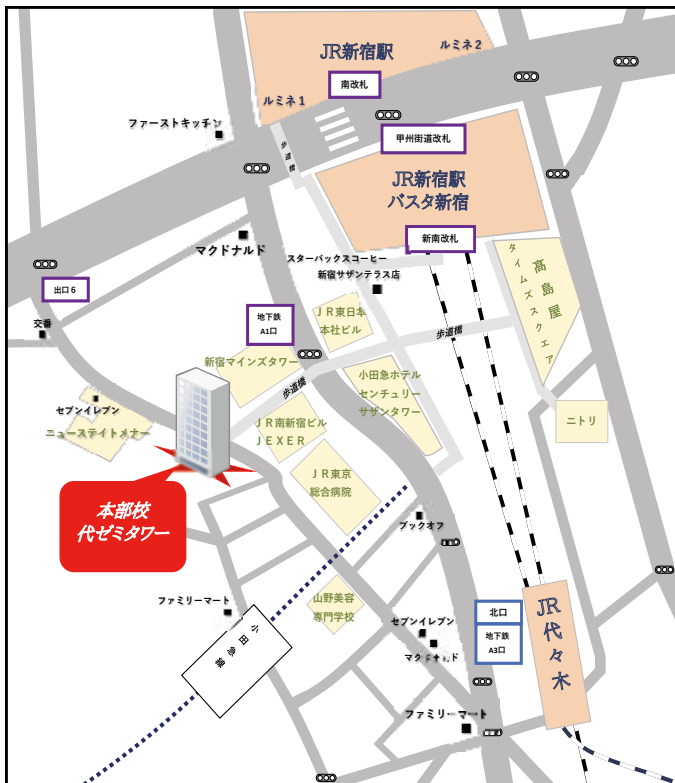 JR新宿駅
ルミネ２
南改札
ルミネ１
ファーストキッチン
甲州街道改札
歩道橋
JR新宿駅
バスタ新宿
マクドナルド
新南改札
スターバックスコーヒー
新宿サザンテラス店
タイムズスクエア
高島屋
出口６
交番
地下鉄
A1口
ＪＲ東日本
本社ビル
歩道橋
新宿マインズタワー
小田急ホテル
センチュリー
サザンタワー
歩道橋
セブンイレブン
ニューステイトメナー
ＪＲ南新宿ビル
ＪＥＸＥＲ
ニトリ
ＪＲ東京
総合病院
本部校
代ゼミタワー
ブックオフ
ファミリーマート
山野美容
専門学校
小田急線
セブンイレブン
マクドナルド
北口
地下鉄
A3口
JR代々木
ファミリーマート